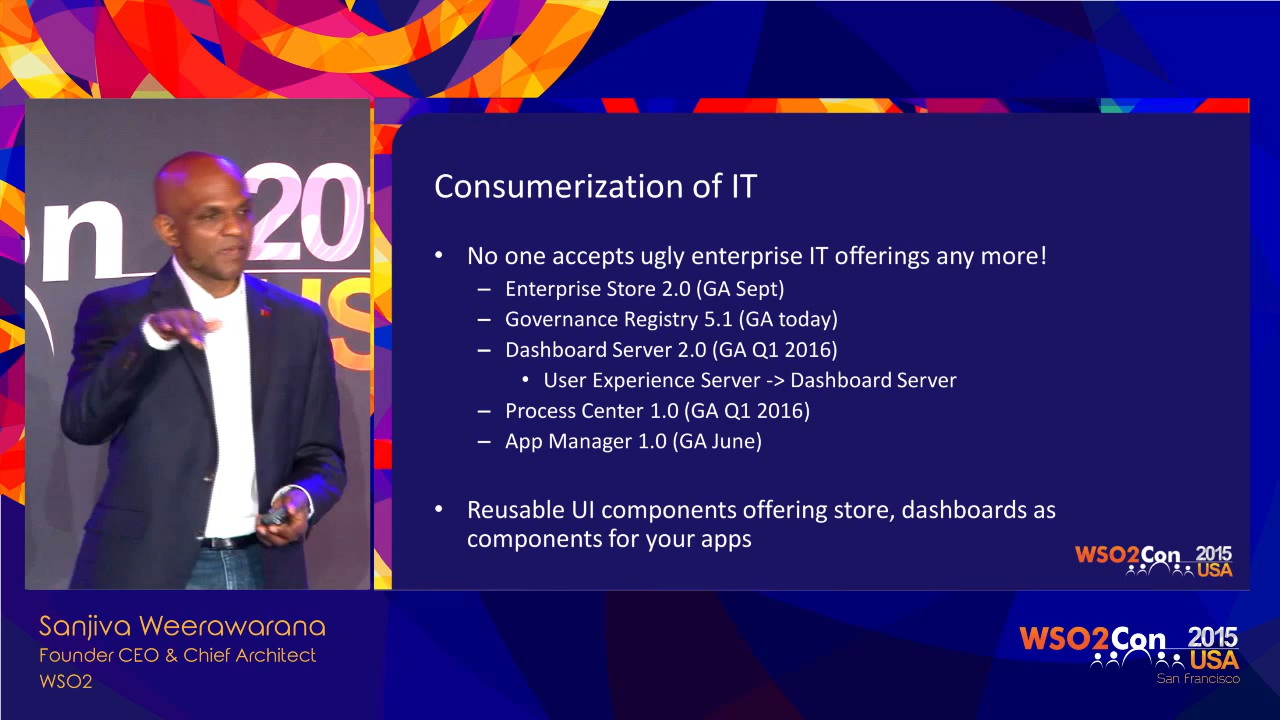 on 201
US
Consumerization of IT
• No one accepts ugly enterprise IT offerings any more!
– Enterprise Store 2.0 (GA Sept)
– Governance Registry 5.1 (GA today)
– Dashboard Server 2.0 (GA Q1 2016)
• User Experience Server -> Dashboard Server
– Process Center 1.0 (GA Q1 2016)
– App Manager 1.0 (GA June)
• Reusable UI components offering store, dashboards as
components for your apps
WSO2Con 2015
USA
Sanjiva Weerawarana
Founder CEO & Chief Architect
WSO2
WSO2Con 2015
USA
San Francisco